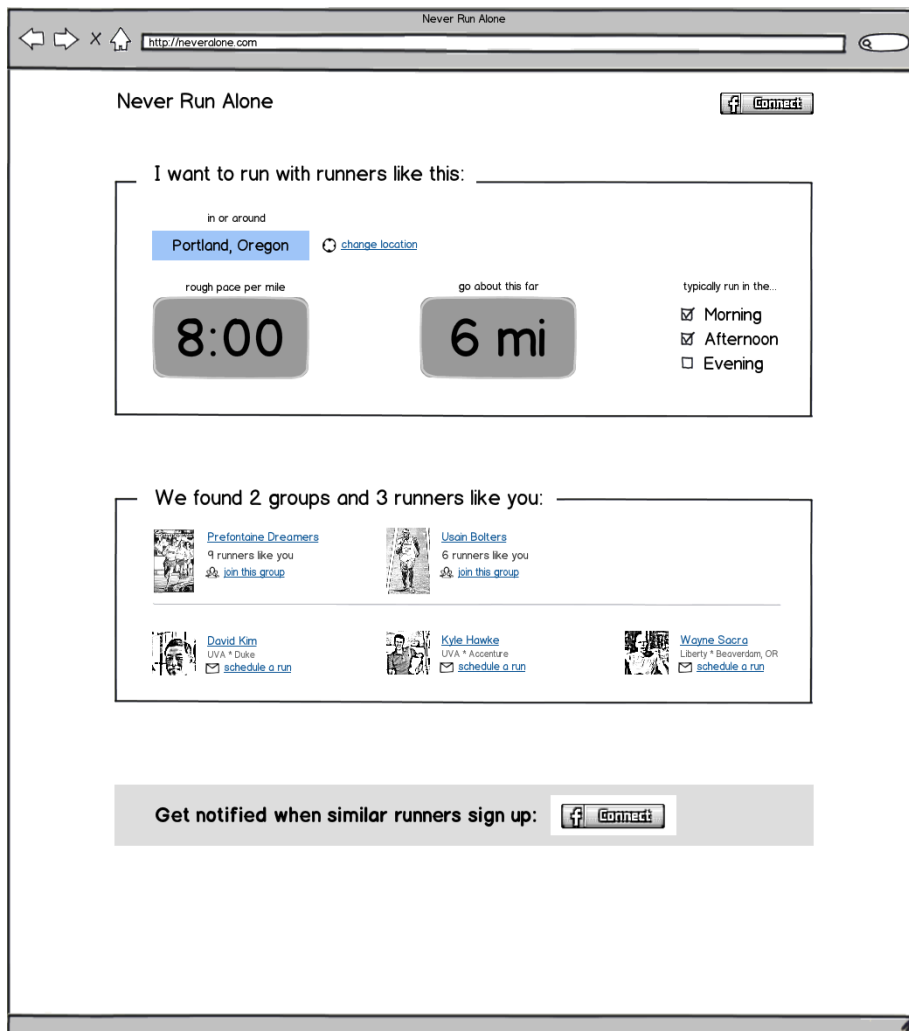 Never Run Alone
http://neveralone.com
Never Run Alone
f Connect
I want to run with runners like this:
in or around
Portland, Oregon
change location
rough pace per mile
go about this far
typically run in the...
8:00
6 mi
Morning
Afternoon
Evening
We found 2 groups and 3 runners like you:
Prefontaine Dreamers
9 runners like you
join this group
Usain Bolters
6 runners like you
join this group
David Kim
UVA * Duke
schedule a run
Kyle Hawke
UVA * Accenture
schedule a run
Wayne Sacra
Liberty * Beaverdam, OR
schedule a run
Get notified when similar runners sign up:
f Connect